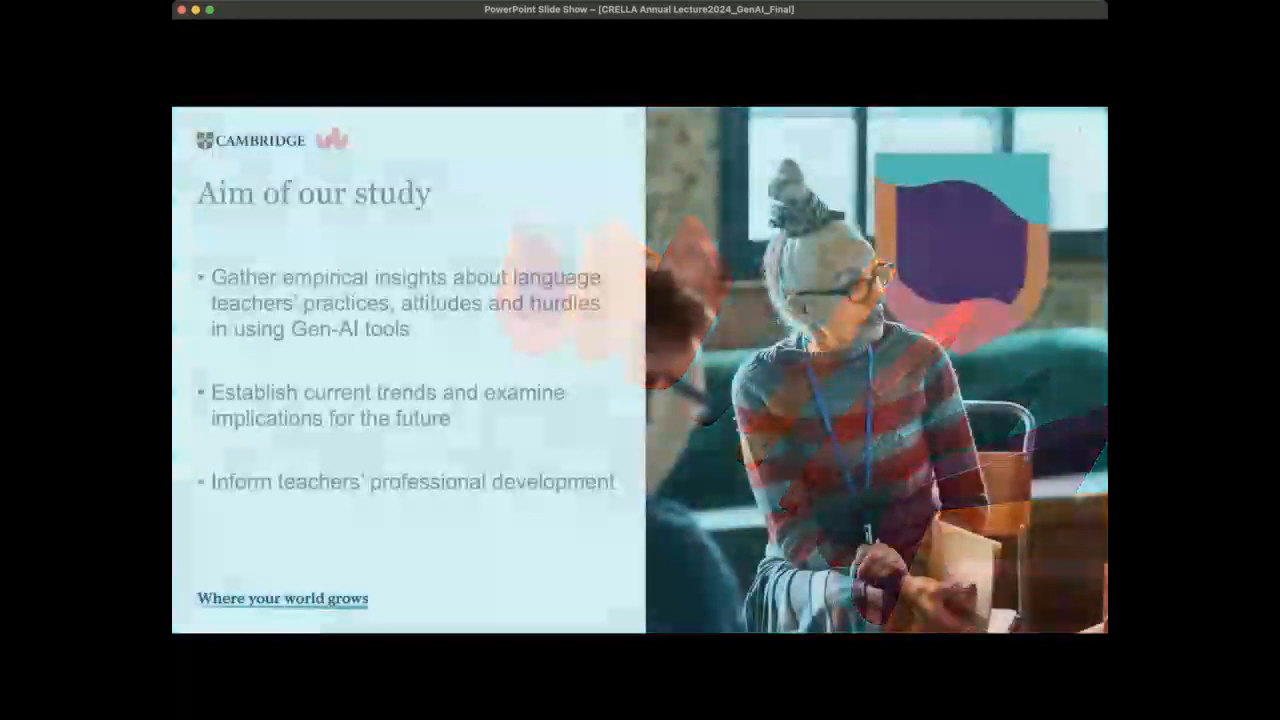 PowerPoint Slide Show – [CRELLA Annual Lecture2024_GenAI_Final]
CAMBRIDGE
Aim of our study
• Gather empirical insights about language
teachers' practices, attitudes and hurdles
in using Gen-AI tools
• Establish current trends and examine
implications for the future
• Inform teachers' professional development
Where your world grows